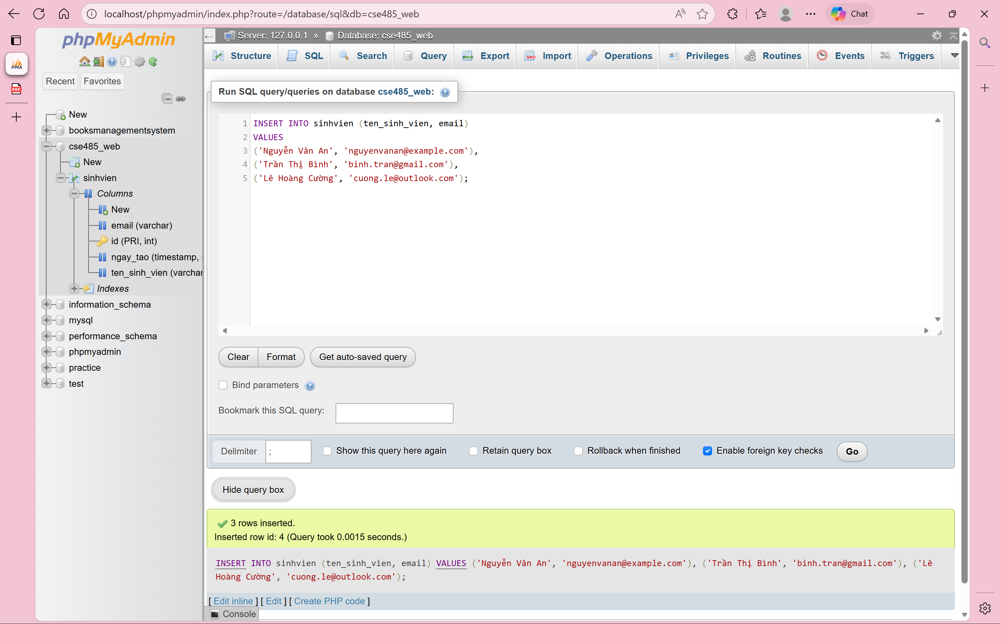 localhost/phpmyadmin/index.php?route=/database/sql&db=cse485_web
Chat
PMA
PDF
phpMyAdmin
Recent
Favorites
New
booksmanagementsystem
cse485_web
New
sinhvien
Columns
New
email (varchar)
id (PRI, int)
ngay_tao (timestamp,
ten_sinh_vien (varchar
Indexes
information_schema
mysql
performance_schema
phpmyadmin
practice
test
Server: 127.0.0.1 » Database: cse485_web
Structure
SQL
Search
Query
Export
Import
Operations
Privileges
Routines
Events
Triggers
Run SQL query/queries on database cse485_web:
1 INSERT INTO sinhvien (ten_sinh_vien, email)
2 VALUES
3 ('Nguyễn Văn An', 'nguyenvanan@example.com'),
4 ('Trần Thị Bình', 'binh.tran@gmail.com'),
5 ('Lê Hoàng Cường', 'cuong.le@outlook.com');
Clear
Format
Get auto-saved query
Bind parameters
Bookmark this SQL query:
Delimiter ;
Show this query here again
Retain query box
Rollback when finished
Enable foreign key checks
Go
Hide query box
3 rows inserted.
Inserted row id: 4 (Query took 0.0015 seconds.)
INSERT INTO sinhvien (ten_sinh_vien, email) VALUES ('Nguyễn Văn An', 'nguyenvanan@example.com'), ('Trần Thị Bình', 'binh.tran@gmail.com'), ('Lê
Hoàng Cường', 'cuong.le@outlook.com');
[ Edit inline ] [ Edit ] [ Create PHP code ]
Console